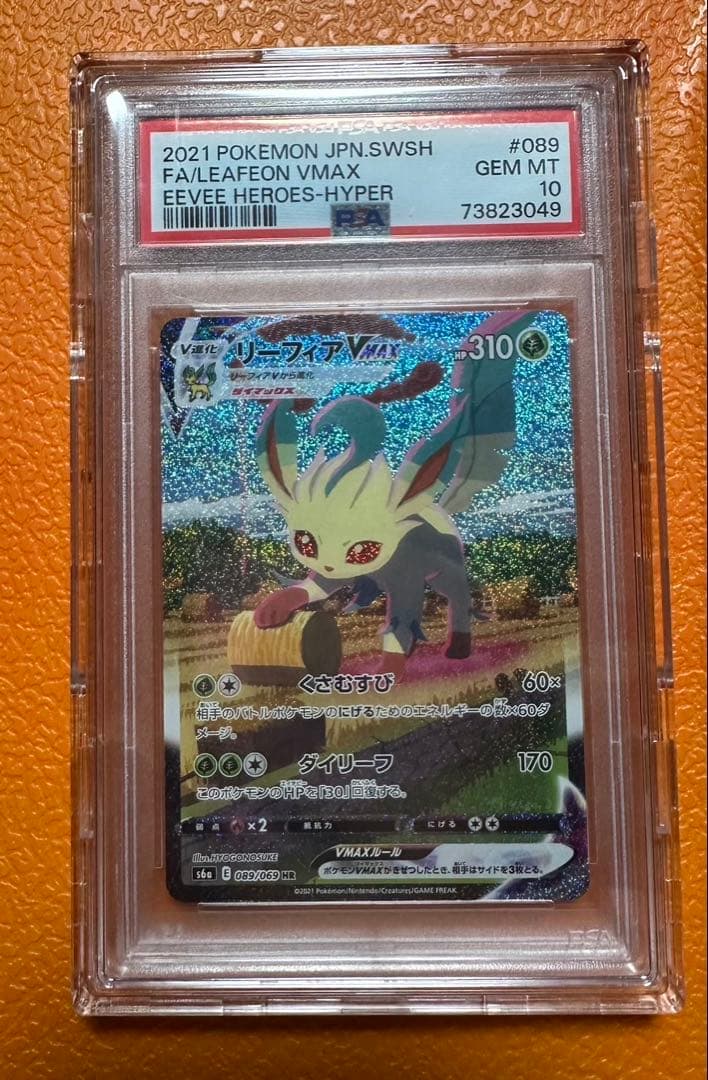 2021 POKEMON JPN.SWSH #089
FA/LEAFEON VMAX GEM MT
EEVEE HEROES-HYPER 10
PSA 73823049
V進化 リーフィアVMAX HP310
リーフィアVから進化
ダイマックス
くさむすび 60×
相手のバトルポケモンのにげるためのエネルギーの数×60ダ
メージ。
ダイリーフ 170
このポケモンのHPを「30」回復する。
弱点 ×2 抵抗力 にげる
VMAXルール
ポケモンVMAXがきぜつしたとき、相手はサイドを3枚とる。
Illus. HYOGONOSUKE
s6a E 089/069 HR
©2021 Pokémon/Nintendo/Creatures/GAME FREAK.
PSA